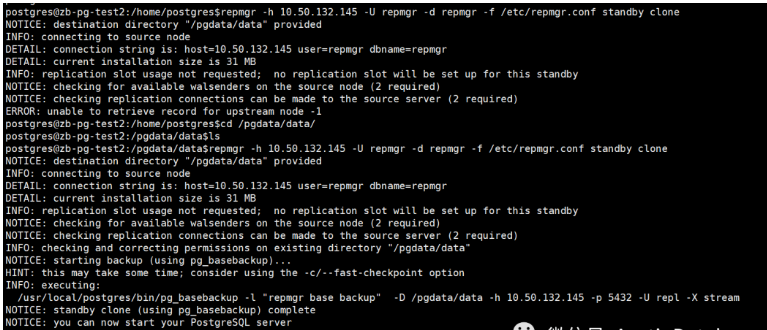 postgres@zb-pg-test2:/home/postgres$repmgr -h 10.50.132.145 -U repmgr -d repmgr -f /etc/repmgr.conf standby clone
NOTICE: destination directory "/pgdata/data" provided
INFO: connecting to source node
DETAIL: connection string is: host=10.50.132.145 user=repmgr dbname=repmgr
DETAIL: current installation size is 31 MB
INFO: replication slot usage not requested;  no replication slot will be set up for this standby
NOTICE: checking for available walsenders on the source node (2 required)
NOTICE: checking replication connections can be made to the source server (2 required)
ERROR: unable to retrieve record for upstream node -1
postgres@zb-pg-test2:/home/postgres$cd /pgdata/data/
postgres@zb-pg-test2:/pgdata/data$ls
postgres@zb-pg-test2:/pgdata/data$repmgr -h 10.50.132.145 -U repmgr -d repmgr -f /etc/repmgr.conf standby clone
NOTICE: destination directory "/pgdata/data" provided
INFO: connecting to source node
DETAIL: connection string is: host=10.50.132.145 user=repmgr dbname=repmgr
DETAIL: current installation size is 31 MB
INFO: replication slot usage not requested;  no replication slot will be set up for this standby
NOTICE: checking for available walsenders on the source node (2 required)
NOTICE: checking replication connections can be made to the source server (2 required)
INFO: checking and correcting permissions on existing directory "/pgdata/data"
NOTICE: starting backup (using pg_basebackup)...
HINT: this may take some time; consider using the -c/--fast-checkpoint option
INFO: executing:
  /usr/local/postgres/bin/pg_basebackup -l "repmgr base backup"  -D /pgdata/data -h 10.50.132.145 -p 5432 -U repl -X stream
NOTICE: standby clone (using pg_basebackup) complete
NOTICE: you can now start your PostgreSQL server